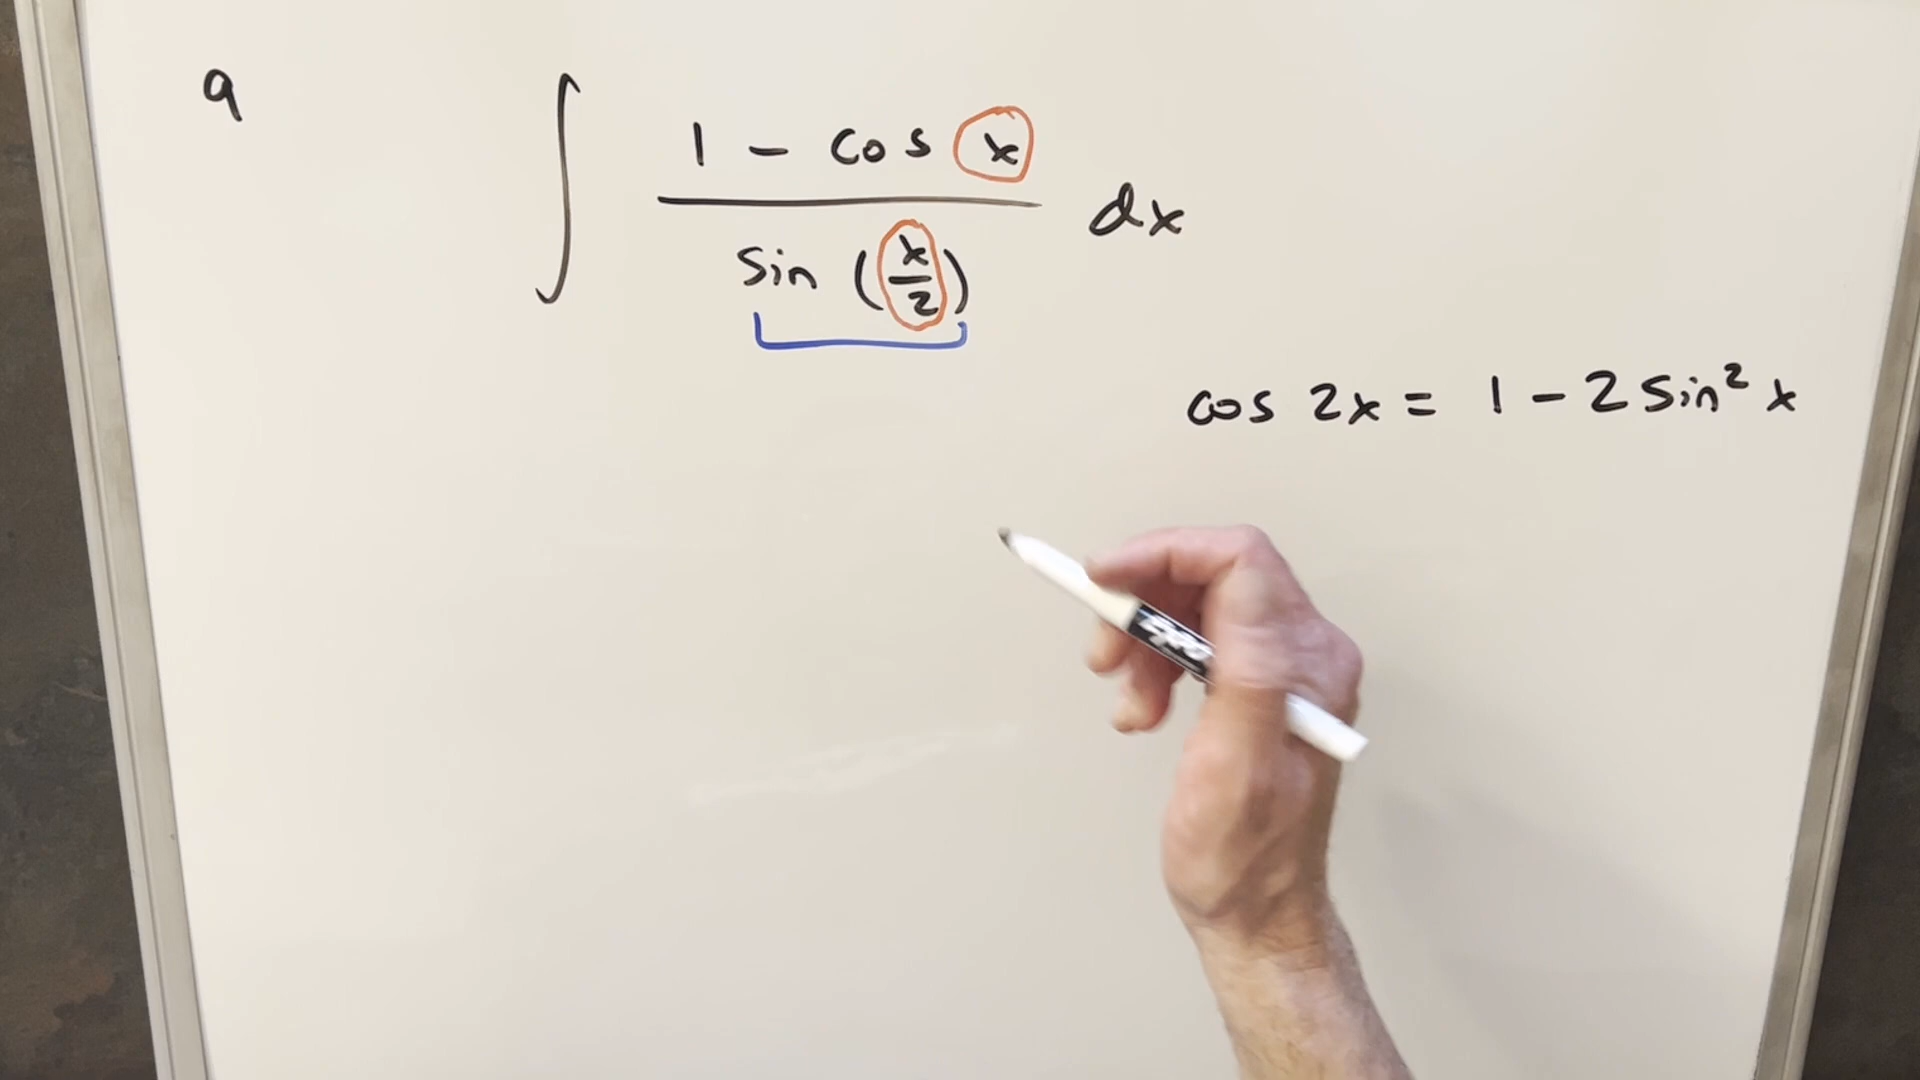 9
∫ (1 - cos x) / (sin (x/2)) dx
cos 2x = 1 - 2 sin² x